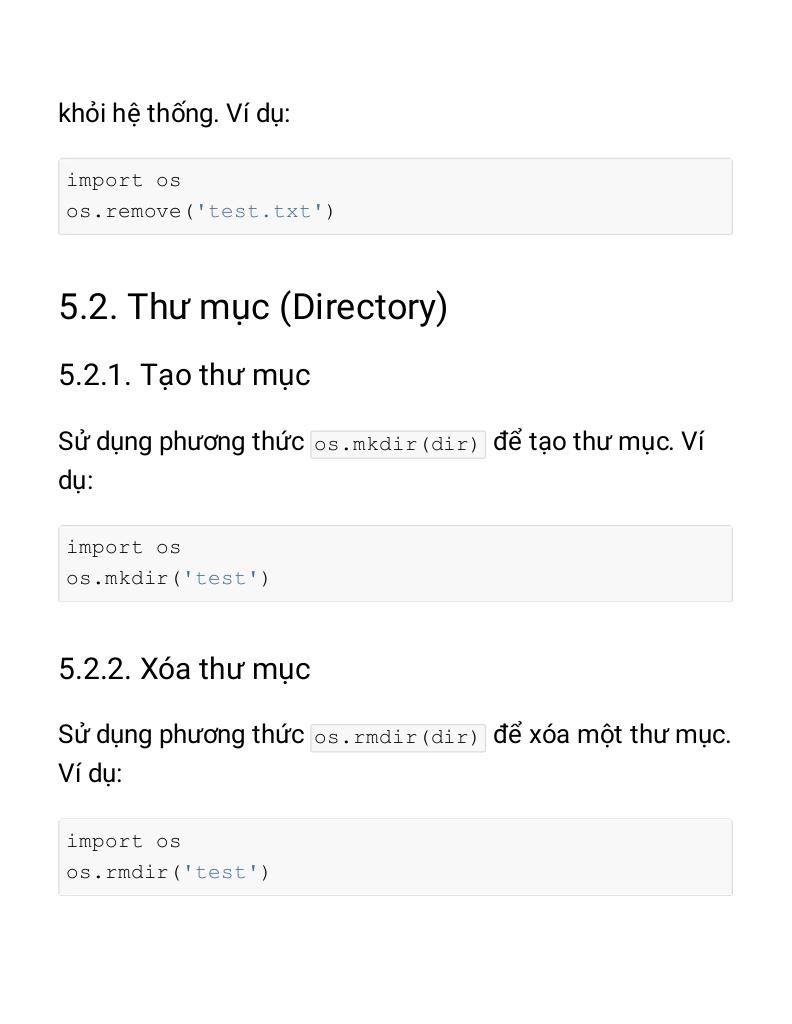 khỏi hệ thống. Ví dụ:
import os
os.remove('test.txt')
5.2. Thư mục (Directory)
5.2.1. Tạo thư mục
Sử dụng phương thức os.mkdir(dir) để tạo thư mục. Ví
dụ:
import os
os.mkdir('test')
5.2.2. Xóa thư mục
Sử dụng phương thức os.rmdir(dir) để xóa một thư mục.
Ví dụ:
import os
os.rmdir('test')